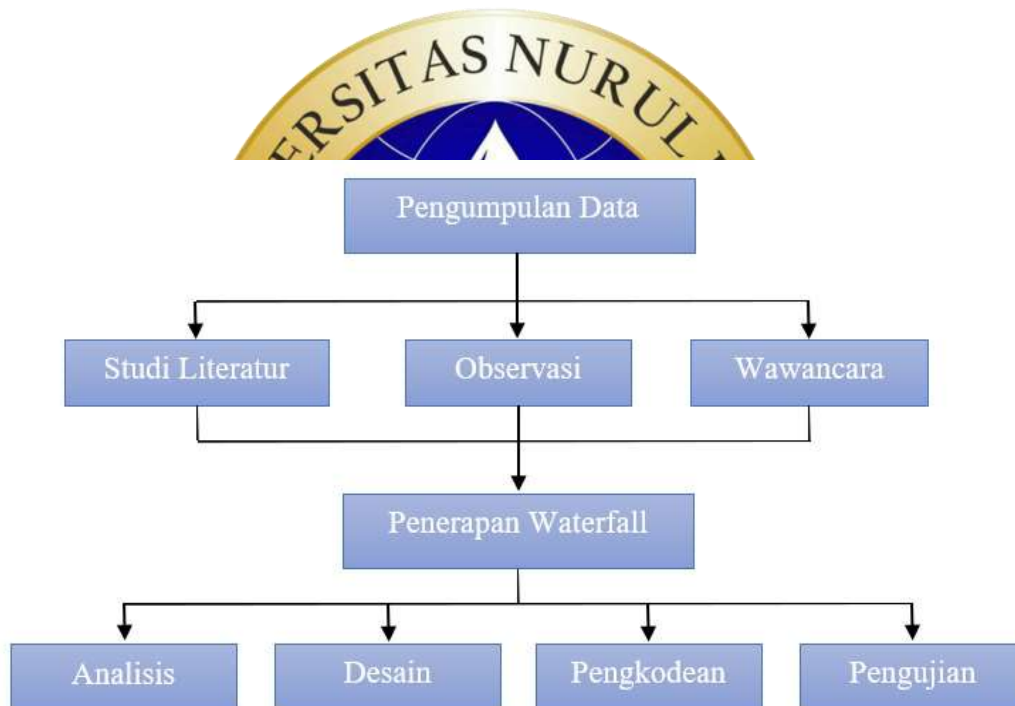 ERSITAS NURUL
Pengumpulan Data
Studi Literatur
Observasi
Wawancara
Penerapan Waterfall
Analisis
Desain
Pengkodean
Pengujian